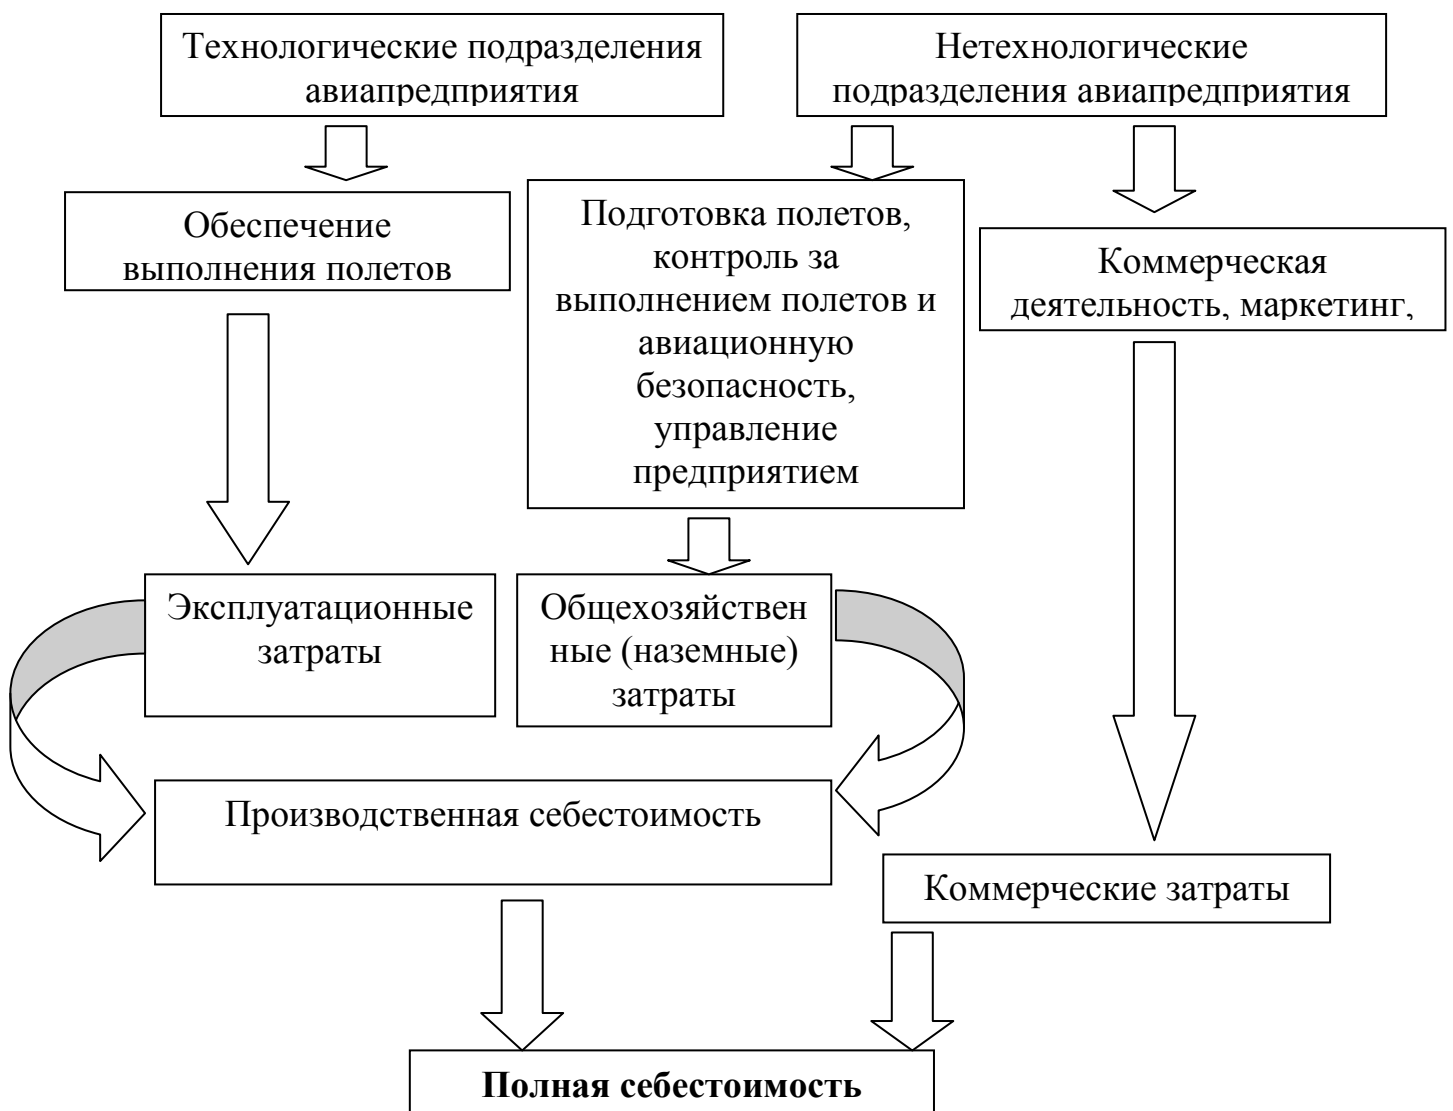 Технологические подразделения
авиапредприятия
Нетехнологические
подразделения авиапредприятия
Обеспечение
выполнения полетов
Подготовка полетов,
контроль за
выполнением полетов и
авиационную
безопасность,
управление
предприятием
Коммерческая
деятельность, маркетинг,
Эксплуатационные
затраты
Общехозяйствен
ные (наземные)
затраты
Производственная себестоимость
Коммерческие затраты
Полная себестоимость